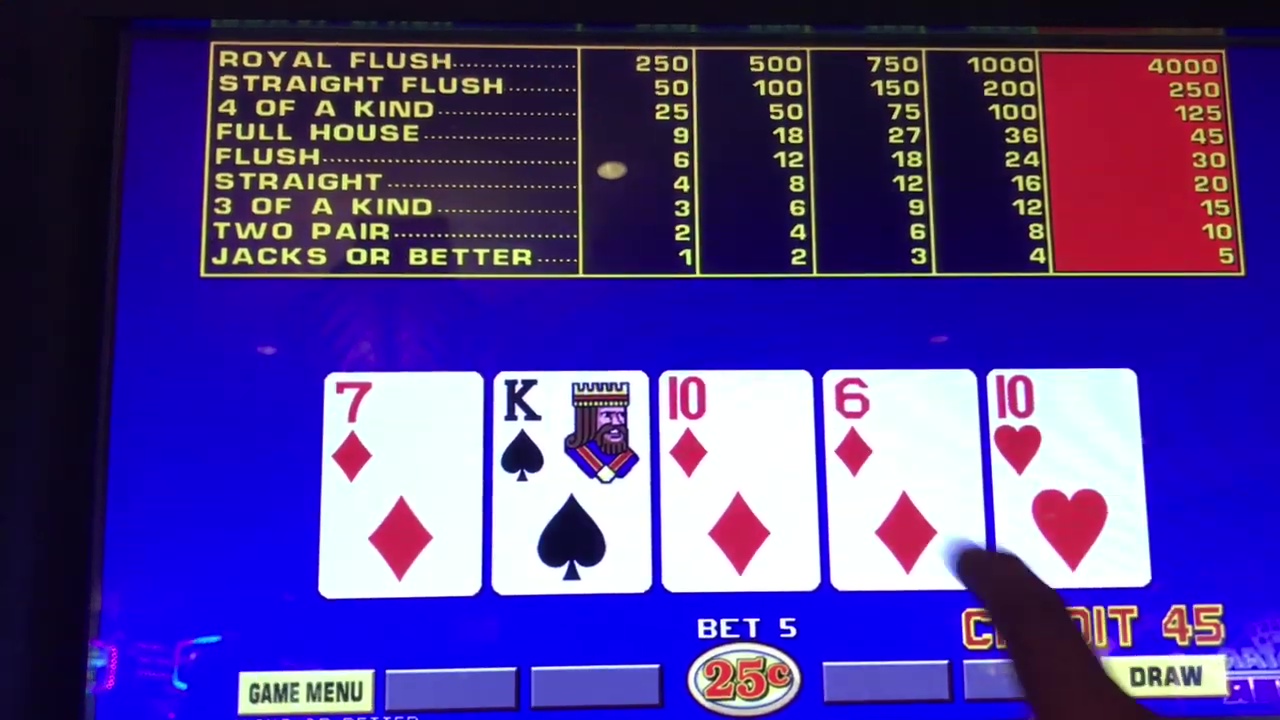 ROYAL FLUSH 250 500 750 1000 4000
STRAIGHT FLUSH 50 100 150 200 250
4 OF A KIND 25 50 75 100 125
FULL HOUSE 9 18 27 36 45
FLUSH 6 12 18 24 30
STRAIGHT 4 8 12 16 20
3 OF A KIND 3 6 9 12 15
TWO PAIR 2 4 6 8 10
JACKS OR BETTER 1 2 3 4 5
7 K 10 6 10
BET 5
45
25¢
GAME MENU
DRAW